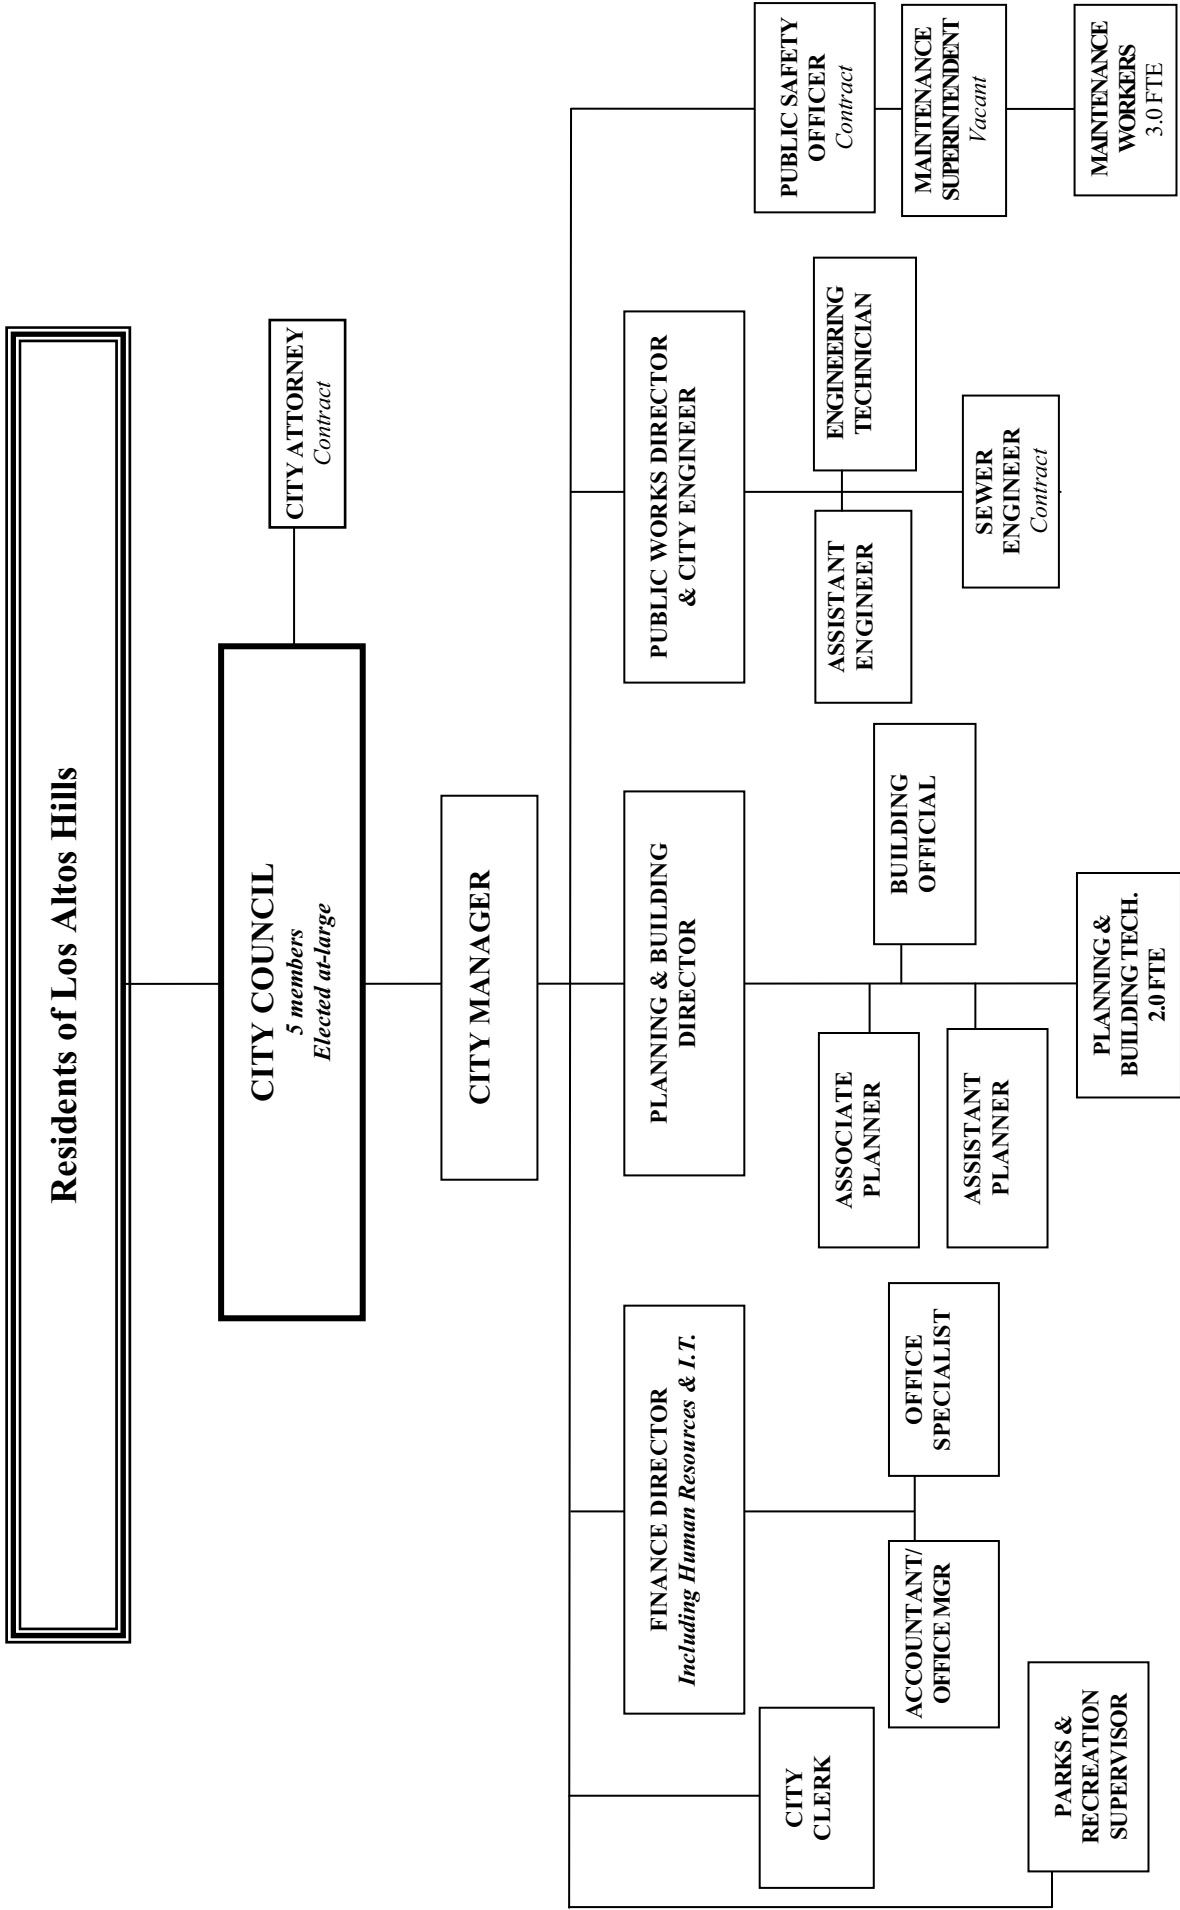 Residents of Los Altos Hills
CITY COUNCIL
5 members
Elected at-large
CITY ATTORNEY
Contract
CITY MANAGER
FINANCE DIRECTOR
Including Human Resources & I.T.
PLANNING & BUILDING
DIRECTOR
PUBLIC WORKS DIRECTOR
& CITY ENGINEER
CITY
CLERK
PUBLIC SAFETY
OFFICER
Contract
ACCOUNTANT/
OFFICE MGR
OFFICE
SPECIALIST
ASSOCIATE
PLANNER
BUILDING
OFFICIAL
ASSISTANT
ENGINEER
ENGINEERING
TECHNICIAN
MAINTENANCE
SUPERINTENDENT
Vacant
ASSISTANT
PLANNER
SEWER
ENGINEER
Contract
PARKS &
RECREATION
SUPERVISOR
PLANNING &
BUILDING TECH.
2.0 FTE
MAINTENANCE
WORKERS
3.0 FTE